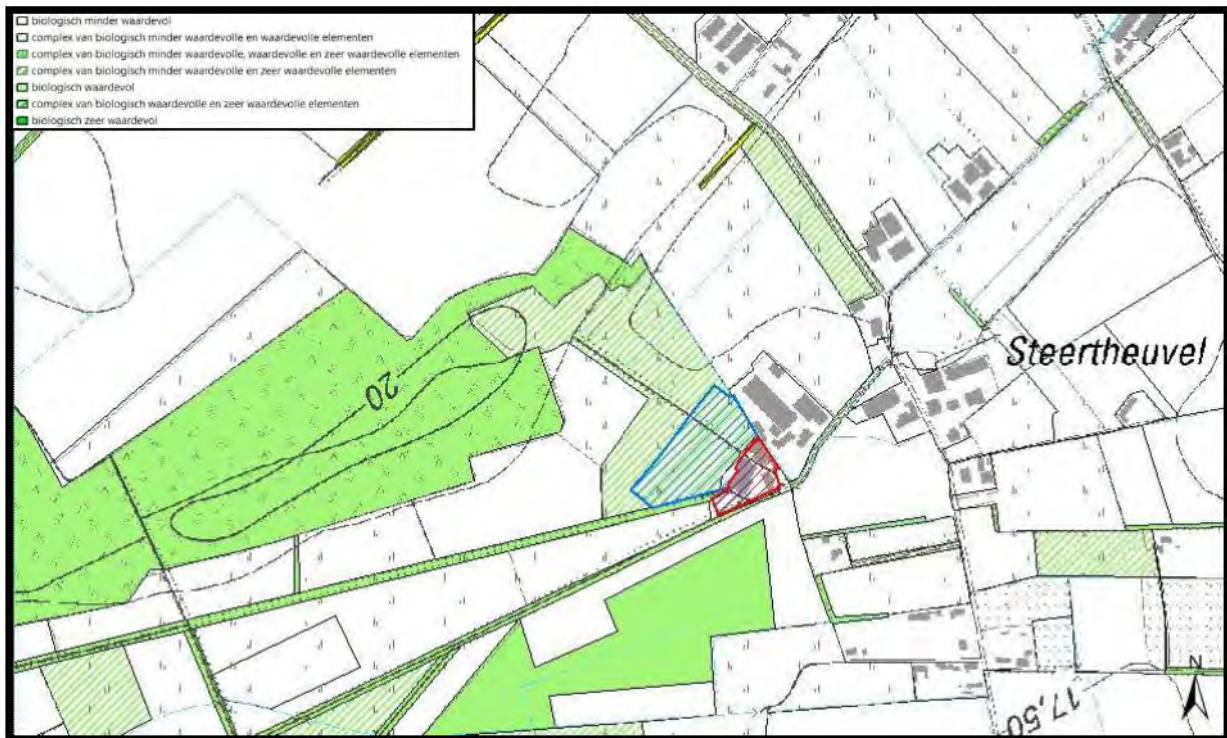 biologisch minder waardevol
complex van biologisch minder waardevolle en waardevolle elementen
complex van biologisch minder waardevolle, waardevolle en zeer waardevolle elementen
complex van biologisch minder waardevolle en zeer waardevolle elementen
biologisch waardevol
complex van biologisch waardevolle en zeer waardevolle elementen
biologisch zeer waardevol
Steertheuvel
20
N
17,50